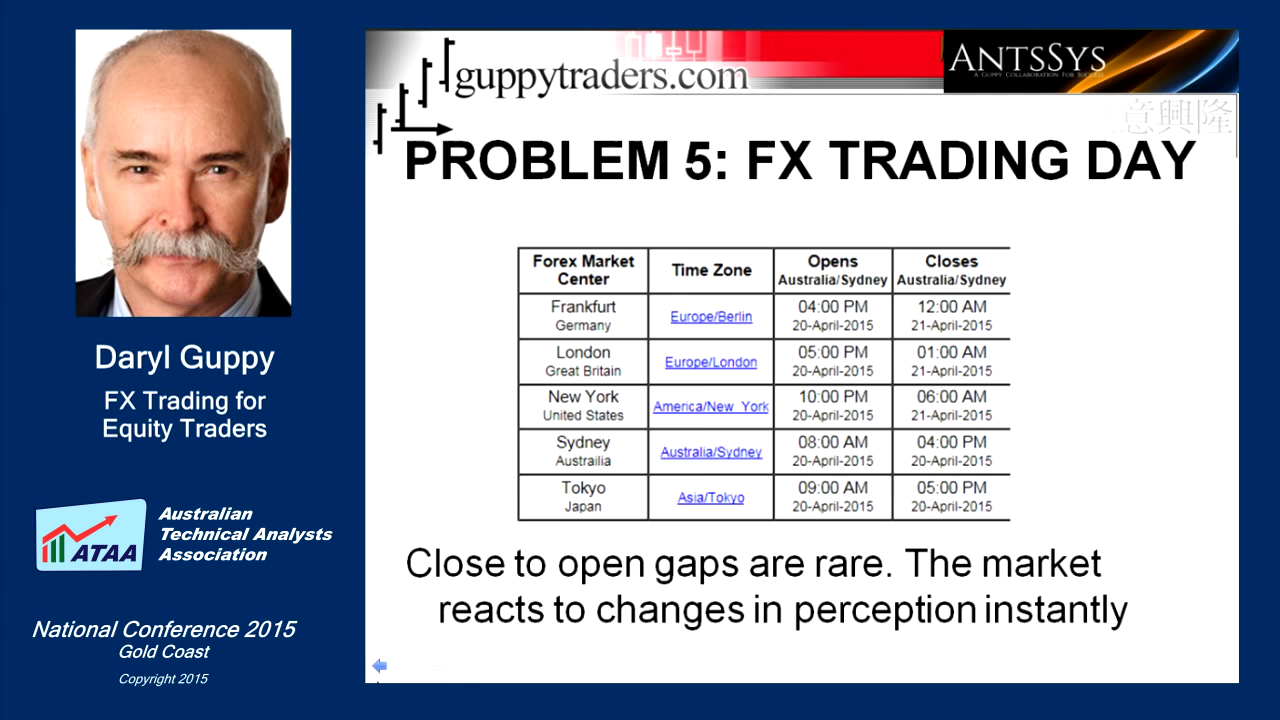 Daryl Guppy
FX Trading for
Equity Traders
ATAA
Australian
Technical Analysts
Association
National Conference 2015
Gold Coast
Copyright 2015
guppytraders.com
ANTSSYS
A GUPPY COLLABORATION FOR SUCCESS
意興隆
PROBLEM 5: FX TRADING DAY
Forex Market Center Time Zone Opens Australia/Sydney Closes Australia/Sydney
Frankfurt Germany Europe/Berlin 04:00 PM 20-April-2015 12:00 AM 21-April-2015
London Great Britain Europe/London 05:00 PM 20-April-2015 01:00 AM 21-April-2015
New York United States America/New_York 10:00 PM 20-April-2015 06:00 AM 21-April-2015
Sydney Austrailia Australia/Sydney 08:00 AM 20-April-2015 04:00 PM 20-April-2015
Tokyo Japan Asia/Tokyo 09:00 AM 20-April-2015 05:00 PM 20-April-2015
Close to open gaps are rare. The market
reacts to changes in perception instantly